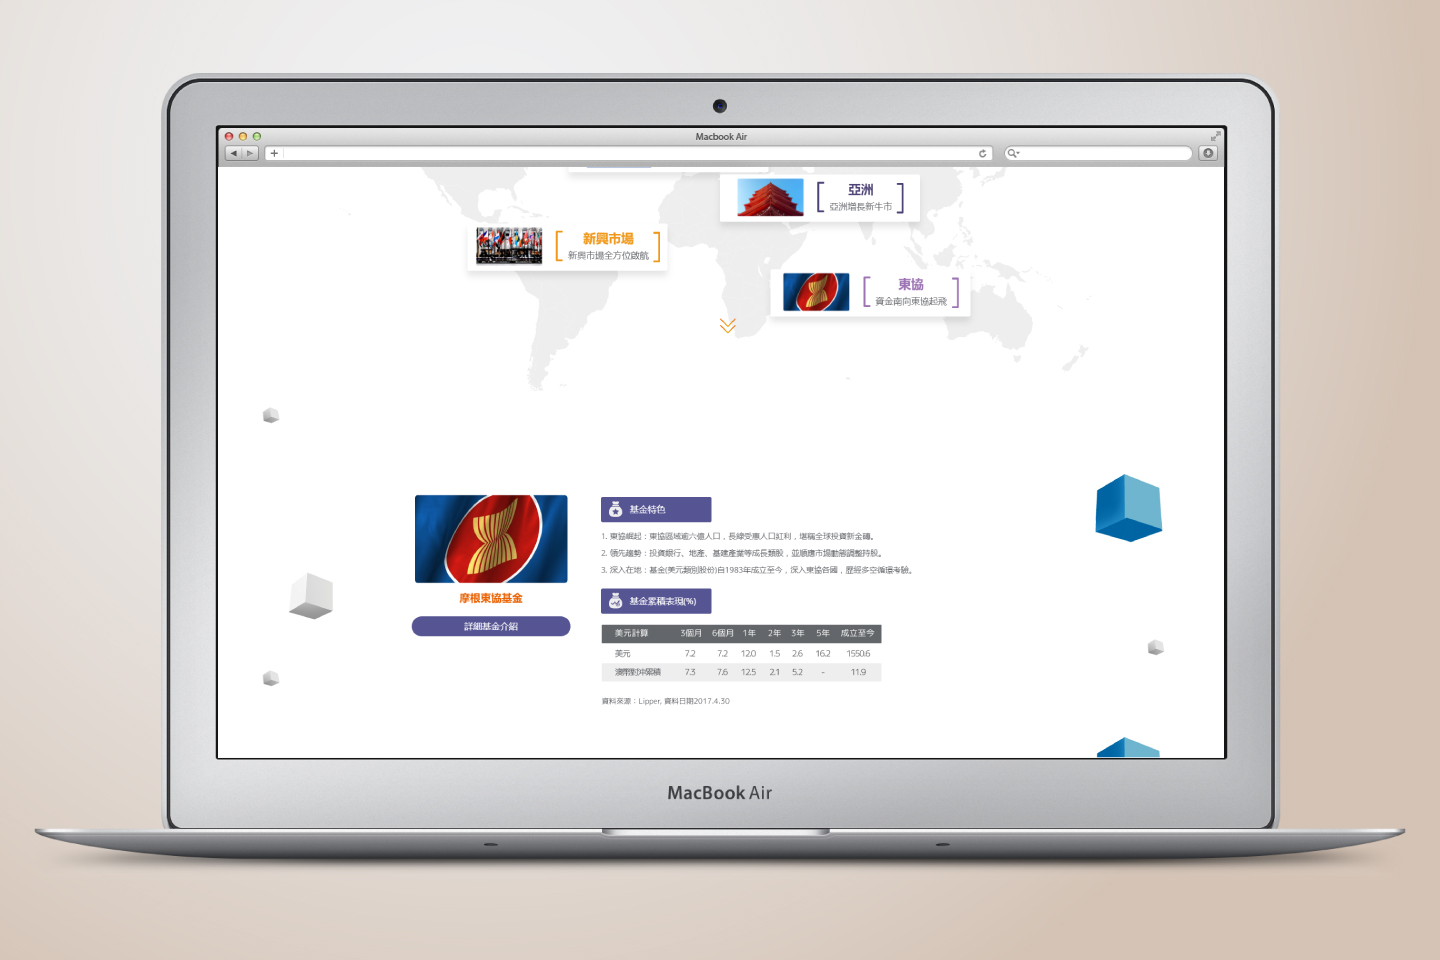 Macbook Air
亞洲
亞洲增長新牛市
新興市場
新興市場全方位啟航
東協
資金南向東協起飛
基金特色
1. 東協崛起：東協區域逾六億人口，長線受惠人口紅利，堪稱全球投資新金磚。
2. 領先趨勢：投資銀行、地產、基建產業等成長類股，並順應市場動態調整持股。
3. 深入在地：基金(美元類別股份)自1983年成立至今，深入東協各國，歷經多空循環考驗。
摩根東協基金
詳細基金介紹
基金累積表現(%)
美元計算 3個月 6個月 1年 2年 3年 5年 成立至今
美元 7.2 7.2 12.0 1.5 2.6 16.2 1550.6
澳幣對沖累積 7.3 7.6 12.5 2.1 5.2 - 11.9
資料來源：Lipper, 資料日期2017.4.30
MacBook Air